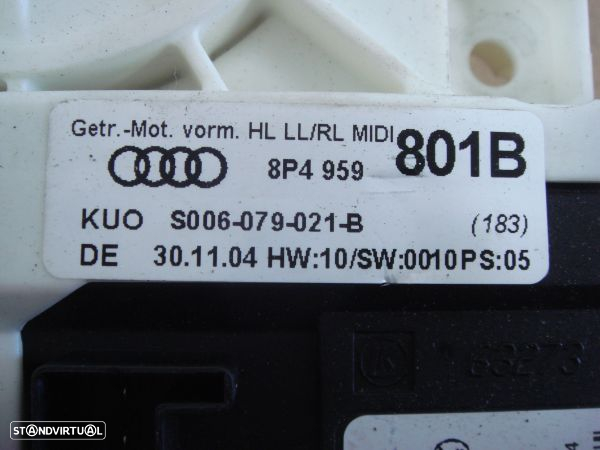 Getr.-Mot. vorm. HL LL/RL MIDI
8P4 959 801B
KUO S006-079-021-B (183)
DE 30.11.04 HW:10/SW:0010PS:05
STANDVIRTUAL